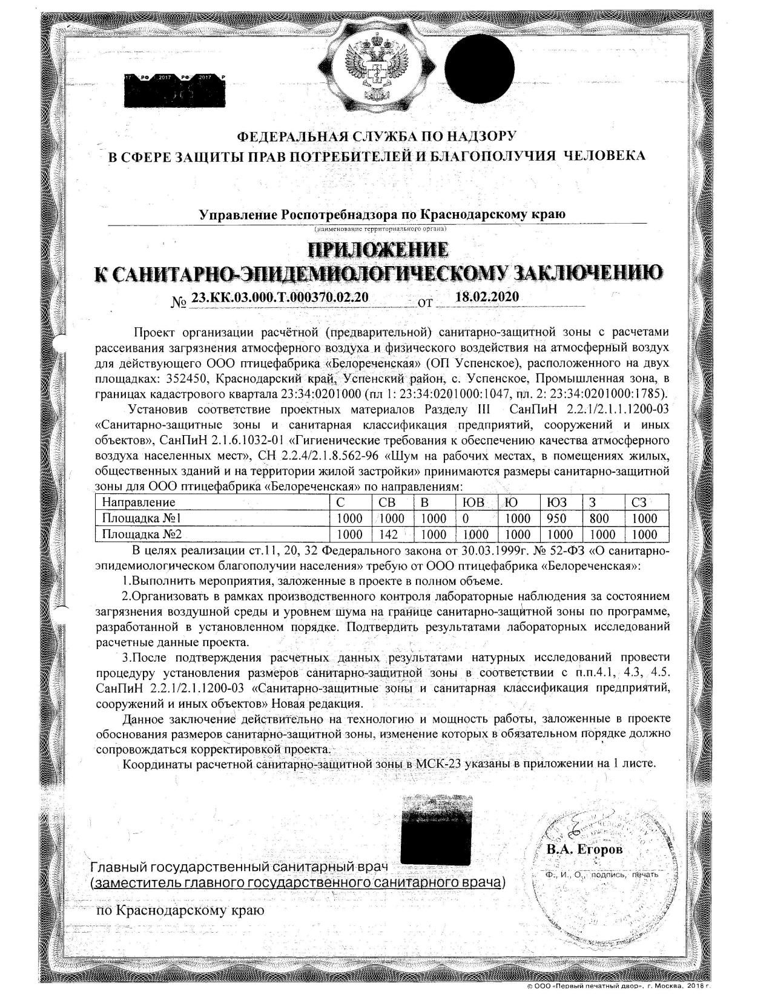 17 РФ 2017 РФ 2017 Р
ФЕДЕРАЛЬНАЯ СЛУЖБА ПО НАДЗОРУ
В СФЕРЕ ЗАЩИТЫ ПРАВ ПОТРЕБИТЕЛЕЙ И БЛАГОПОЛУЧИЯ ЧЕЛОВЕКА
Управление Роспотребнадзора по Краснодарскому краю
(наименование территориального органа)
ПРИЛОЖЕНИЕ
К САНИТАРНО-ЭПИДЕМИОЛОГИЧЕСКОМУ ЗАКЛЮЧЕНИЮ
№ 23.КК.03.000.Т.000370.02.20 от 18.02.2020
Проект организации расчётной (предварительной) санитарно-защитной зоны с расчетами
рассеивания загрязнения атмосферного воздуха и физического воздействия на атмосферный воздух
для действующего ООО птицефабрика «Белореченская» (ОП Успенское), расположенного на двух
площадках: 352450, Краснодарский край, Успенский район, с. Успенское, Промышленная зона, в
границах кадастрового квартала 23:34:0201000 (пл 1: 23:34:0201000:1047, пл. 2: 23:34:0201000:1785).
Установив соответствие проектных материалов Разделу III СанПиН 2.2.1/2.1.1.1200-03
«Санитарно-защитные зоны и санитарная классификация предприятий, сооружений и иных
объектов», СанПиН 2.1.6.1032-01 «Гигиенические требования к обеспечению качества атмосферного
воздуха населенных мест», СН 2.2.4/2.1.8.562-96 «Шум на рабочих местах, в помещениях жилых,
общественных зданий и на территории жилой застройки» принимаются размеры санитарно-защитной
зоны для ООО птицефабрика «Белореченская» по направлениям:
Направление С СВ В ЮВ Ю ЮЗ З СЗ
Площадка №1 1000 1000 1000 0 1000 950 800 1000
Площадка №2 1000 142 1000 1000 1000 1000 1000 1000
В целях реализации ст.11, 20, 32 Федерального закона от 30.03.1999г. № 52-ФЗ «О санитарно-
эпидемиологическом благополучии населения» требую от ООО птицефабрика «Белореченская»:
1.Выполнить мероприятия, заложенные в проекте в полном объеме.
2.Организовать в рамках производственного контроля лабораторные наблюдения за состоянием
загрязнения воздушной среды и уровнем шума на границе санитарно-защитной зоны по программе,
разработанной в установленном порядке. Подтвердить результатами лабораторных исследований
расчетные данные проекта.
3.После подтверждения расчетных данных результатами натурных исследований провести
процедуру установления размеров санитарно-защитной зоны в соответствии с п.п.4.1, 4.3, 4.5.
СанПиН 2.2.1/2.1.1.1200-03 «Санитарно-защитные зоны и санитарная классификация предприятий,
сооружений и иных объектов» Новая редакция.
Данное заключение действительно на технологию и мощность работы, заложенные в проекте
обоснования размеров санитарно-защитной зоны, изменение которых в обязательном порядке должно
сопровождаться корректировкой проекта.
Координаты расчетной санитарно-защитной зоны в МСК-23 указаны в приложении на 1 листе.
В.А. Егоров
Ф., И., О., подпись, печать
Главный государственный санитарный врач
(заместитель главного государственного санитарного врача)
по Краснодарскому краю
© ООО «Первый печатный двор», г. Москва, 2018 г.